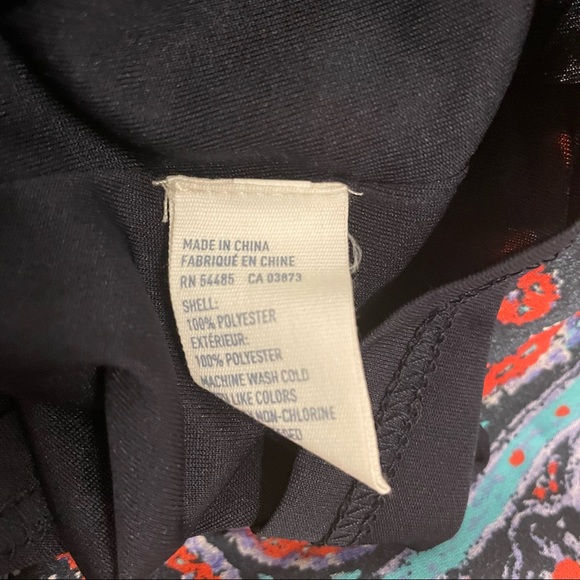 MADE IN CHINA
FABRIQUÉ EN CHINE
RN 54485 CA 03873
SHELL:
100% POLYESTER
EXTÉRIEUR:
100% POLYESTER
MACHINE WASH COLD
LIKE COLORS
NON-CHLORINE